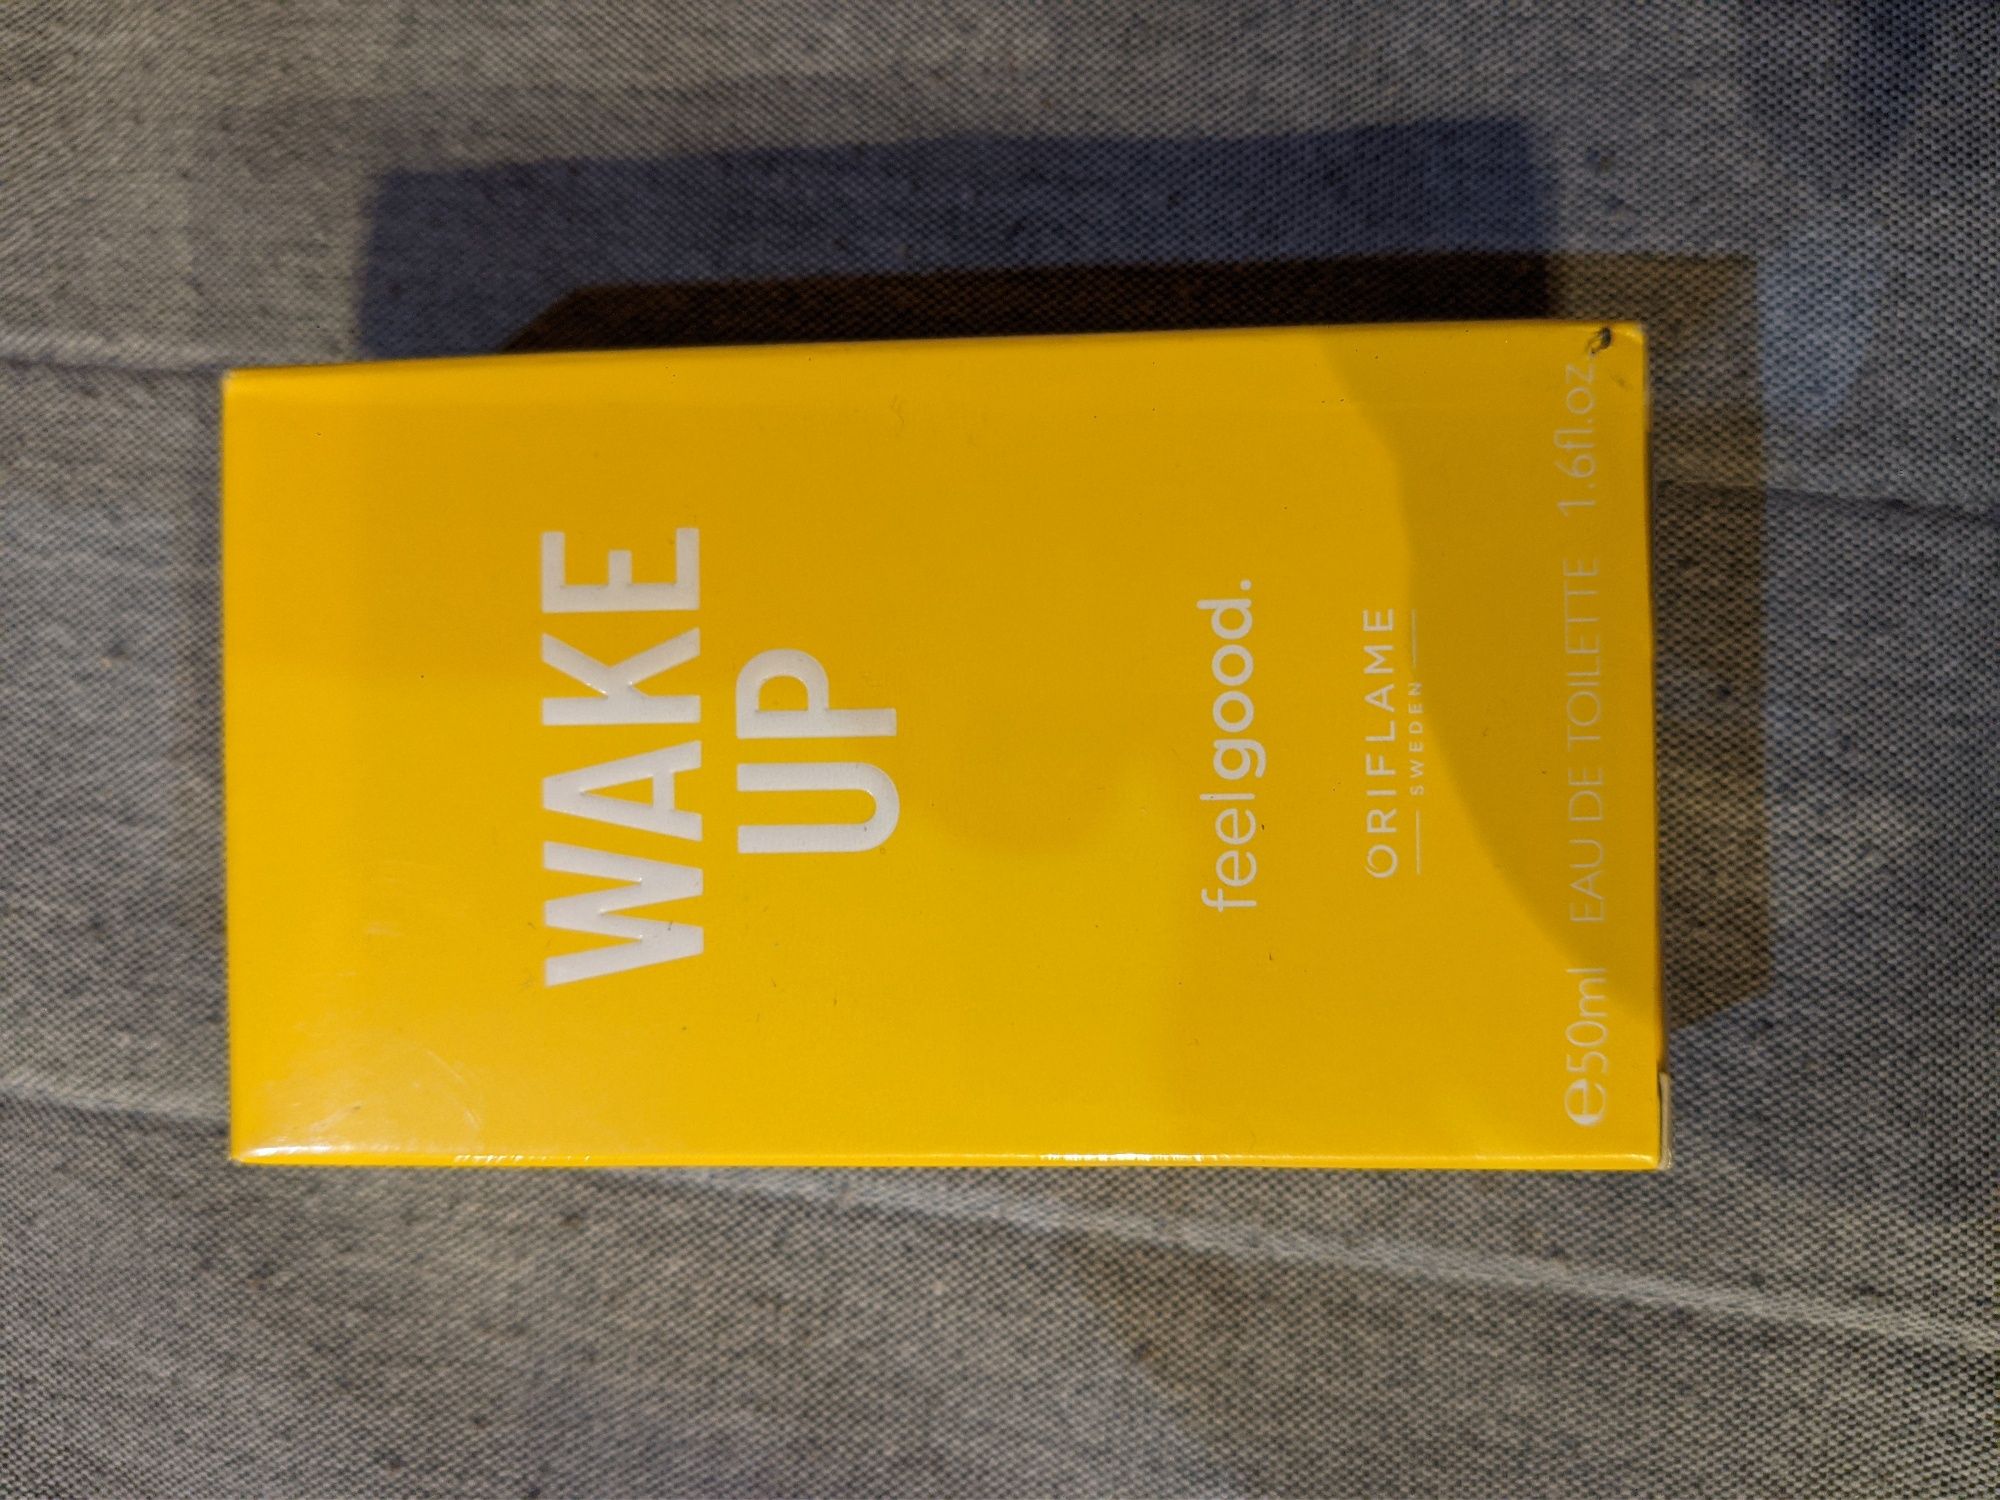 WAKE
UP
feelgood.
ORIFLAME
SWEDEN
℮50ml EAU DE TOILETTE 1.6fl.oz.